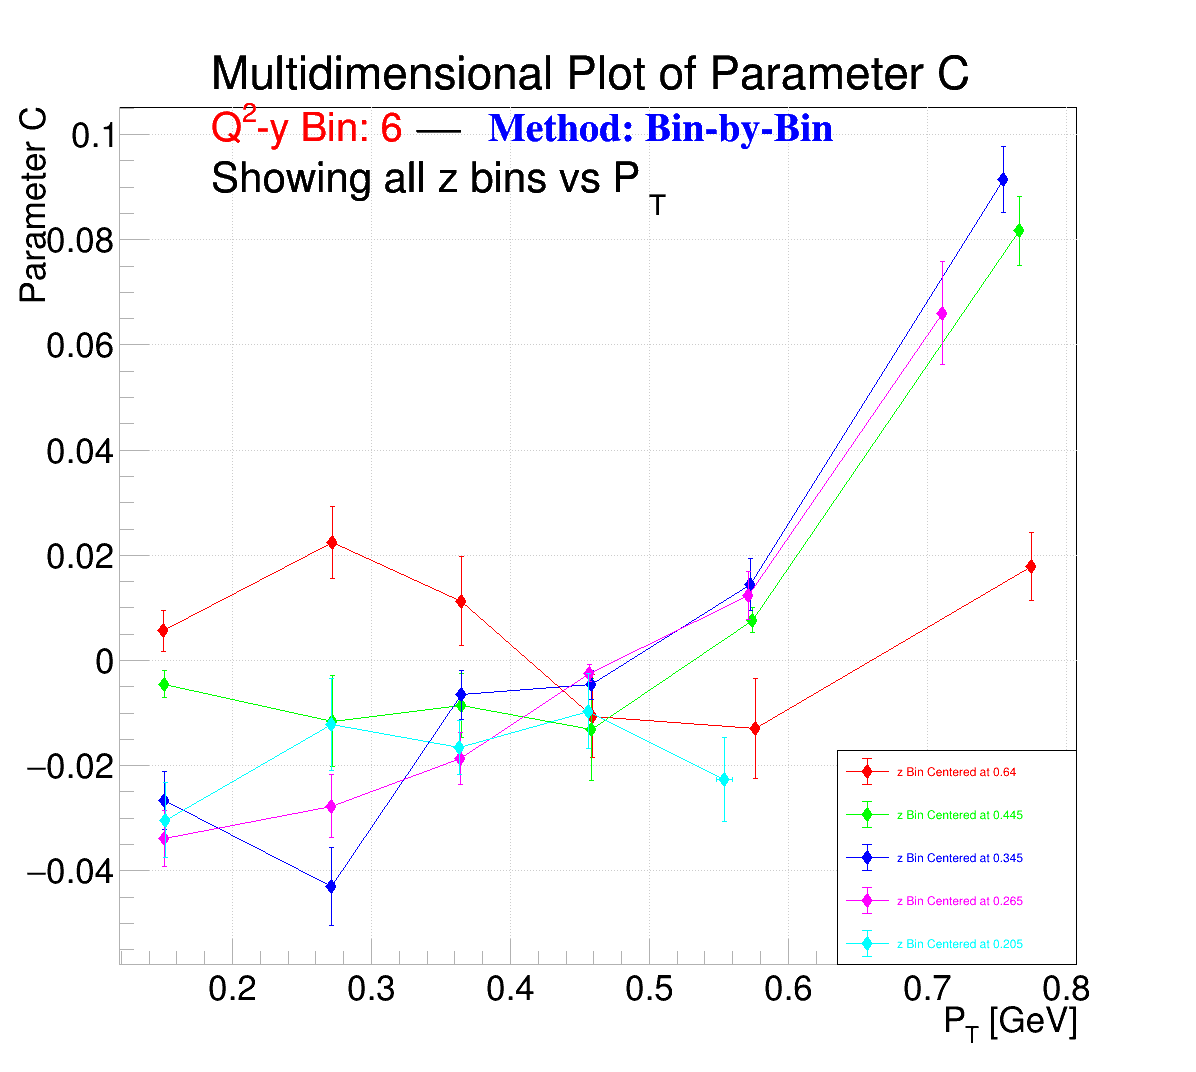 Multidimensional Plot of Parameter C
Q²-y Bin: 6 — Method: Bin-by-Bin
Showing all z bins vs P_T
Parameter C
0.1
0.08
0.06
0.04
0.02
0
−0.02
−0.04
z Bin Centered at 0.64
z Bin Centered at 0.445
z Bin Centered at 0.345
z Bin Centered at 0.265
z Bin Centered at 0.205
0.2 0.3 0.4 0.5 0.6 0.7 0.8
P_T [GeV]